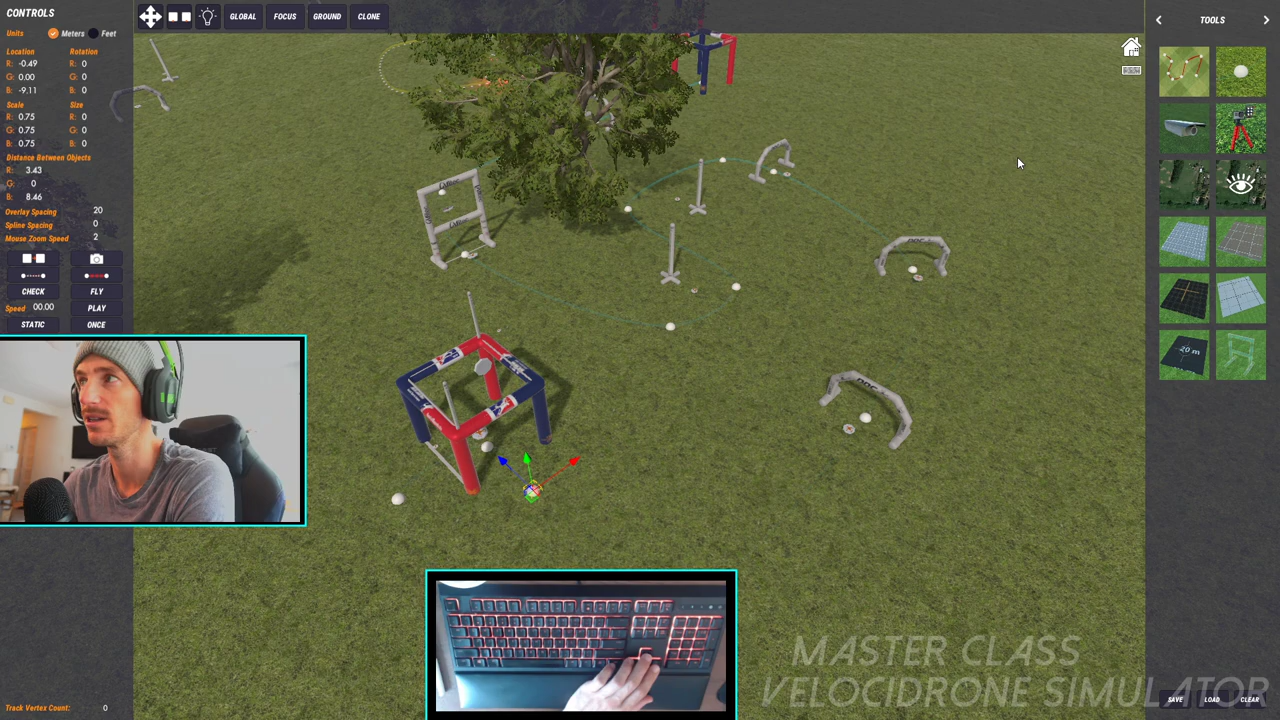 CONTROLS
Units Meters Feet
Location Rotation
R: -0.49 R: 0
G: 0.00 G: 0
B: -9.11 B: 0
Scale Size
R: 0.75 R: 0
G: 0.75 G: 0
B: 0.75 B: 0
Distance Between Objects
R: 3.43
G: 0
B: 8.46
Overlay Spacing 20
Spline Spacing 0
Mouse Zoom Speed 2
CHECK FLY
Speed 00.00 PLAY
STATIC ONCE
Track Vertex Count: 0
GLOBAL FOCUS GROUND CLONE
TOOLS
20 m
MASTER CLASS
VELOCIDRONE SIMULATOR
SAVE LOAD CLEAR